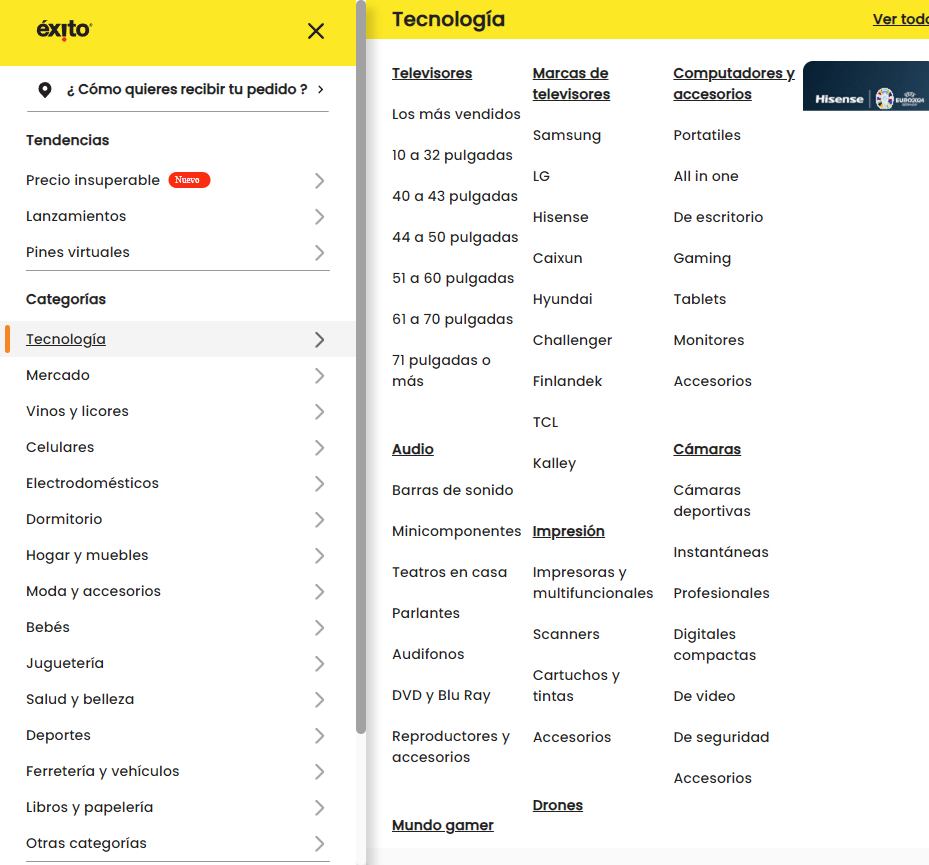 éxito
¿ Cómo quieres recibir tu pedido ?
Tendencias
Precio insuperable Nuevo
Lanzamientos
Pines virtuales
Categorías
Tecnología
Mercado
Vinos y licores
Celulares
Electrodomésticos
Dormitorio
Hogar y muebles
Moda y accesorios
Bebés
Juguetería
Salud y belleza
Deportes
Ferretería y vehículos
Libros y papelería
Otras categorías
Tecnología
Ver todo
Televisores
Los más vendidos
10 a 32 pulgadas
40 a 43 pulgadas
44 a 50 pulgadas
51 a 60 pulgadas
61 a 70 pulgadas
71 pulgadas o
más
Audio
Barras de sonido
Minicomponentes
Teatros en casa
Parlantes
Audifonos
DVD y Blu Ray
Reproductores y
accesorios
Mundo gamer
Marcas de
televisores
Samsung
LG
Hisense
Caixun
Hyundai
Challenger
Finlandek
TCL
Kalley
Impresión
Impresoras y
multifuncionales
Scanners
Cartuchos y
tintas
Accesorios
Drones
Computadores y
accesorios
Portatiles
All in one
De escritorio
Gaming
Tablets
Monitores
Accesorios
Cámaras
Cámaras
deportivas
Instantáneas
Profesionales
Digitales
compactas
De video
De seguridad
Accesorios
Hisense
EURO2024